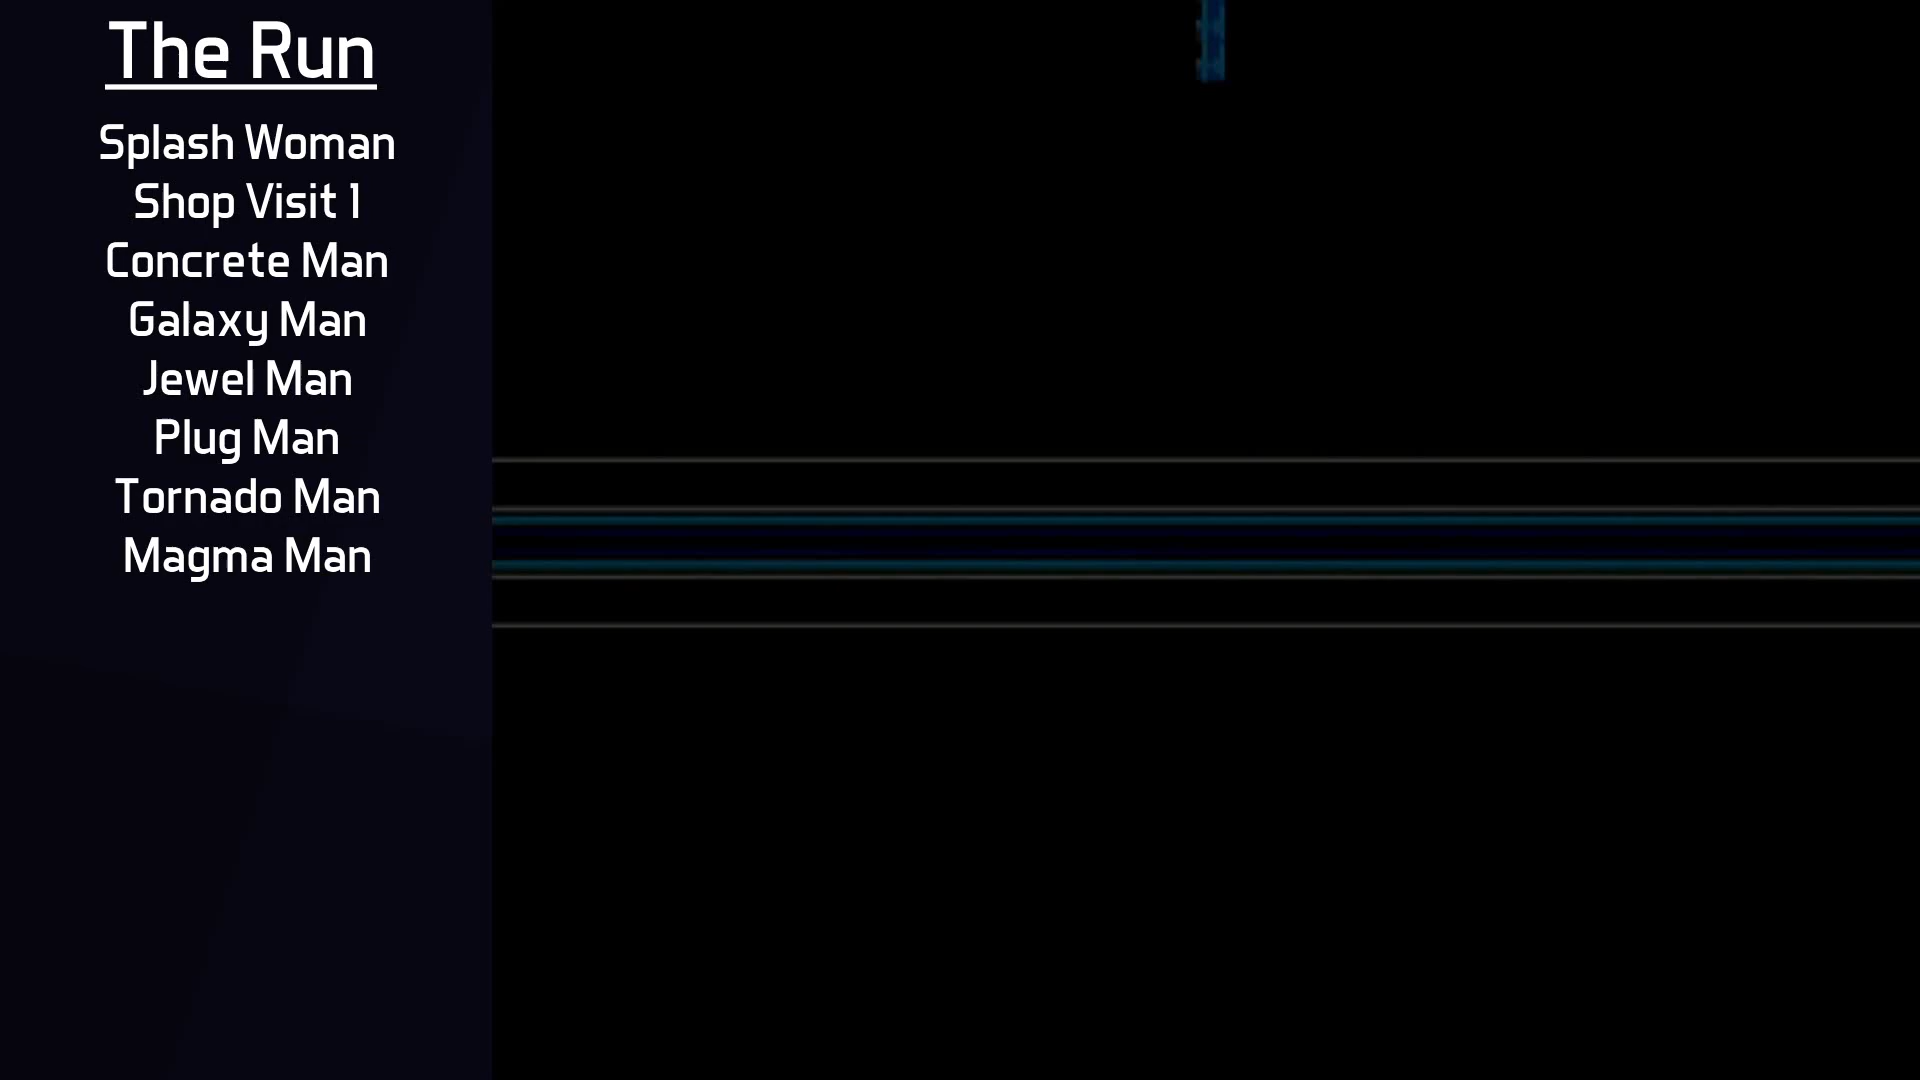 The Run
Splash Woman
Shop Visit 1
Concrete Man
Galaxy Man
Jewel Man
Plug Man
Tornado Man
Magma Man